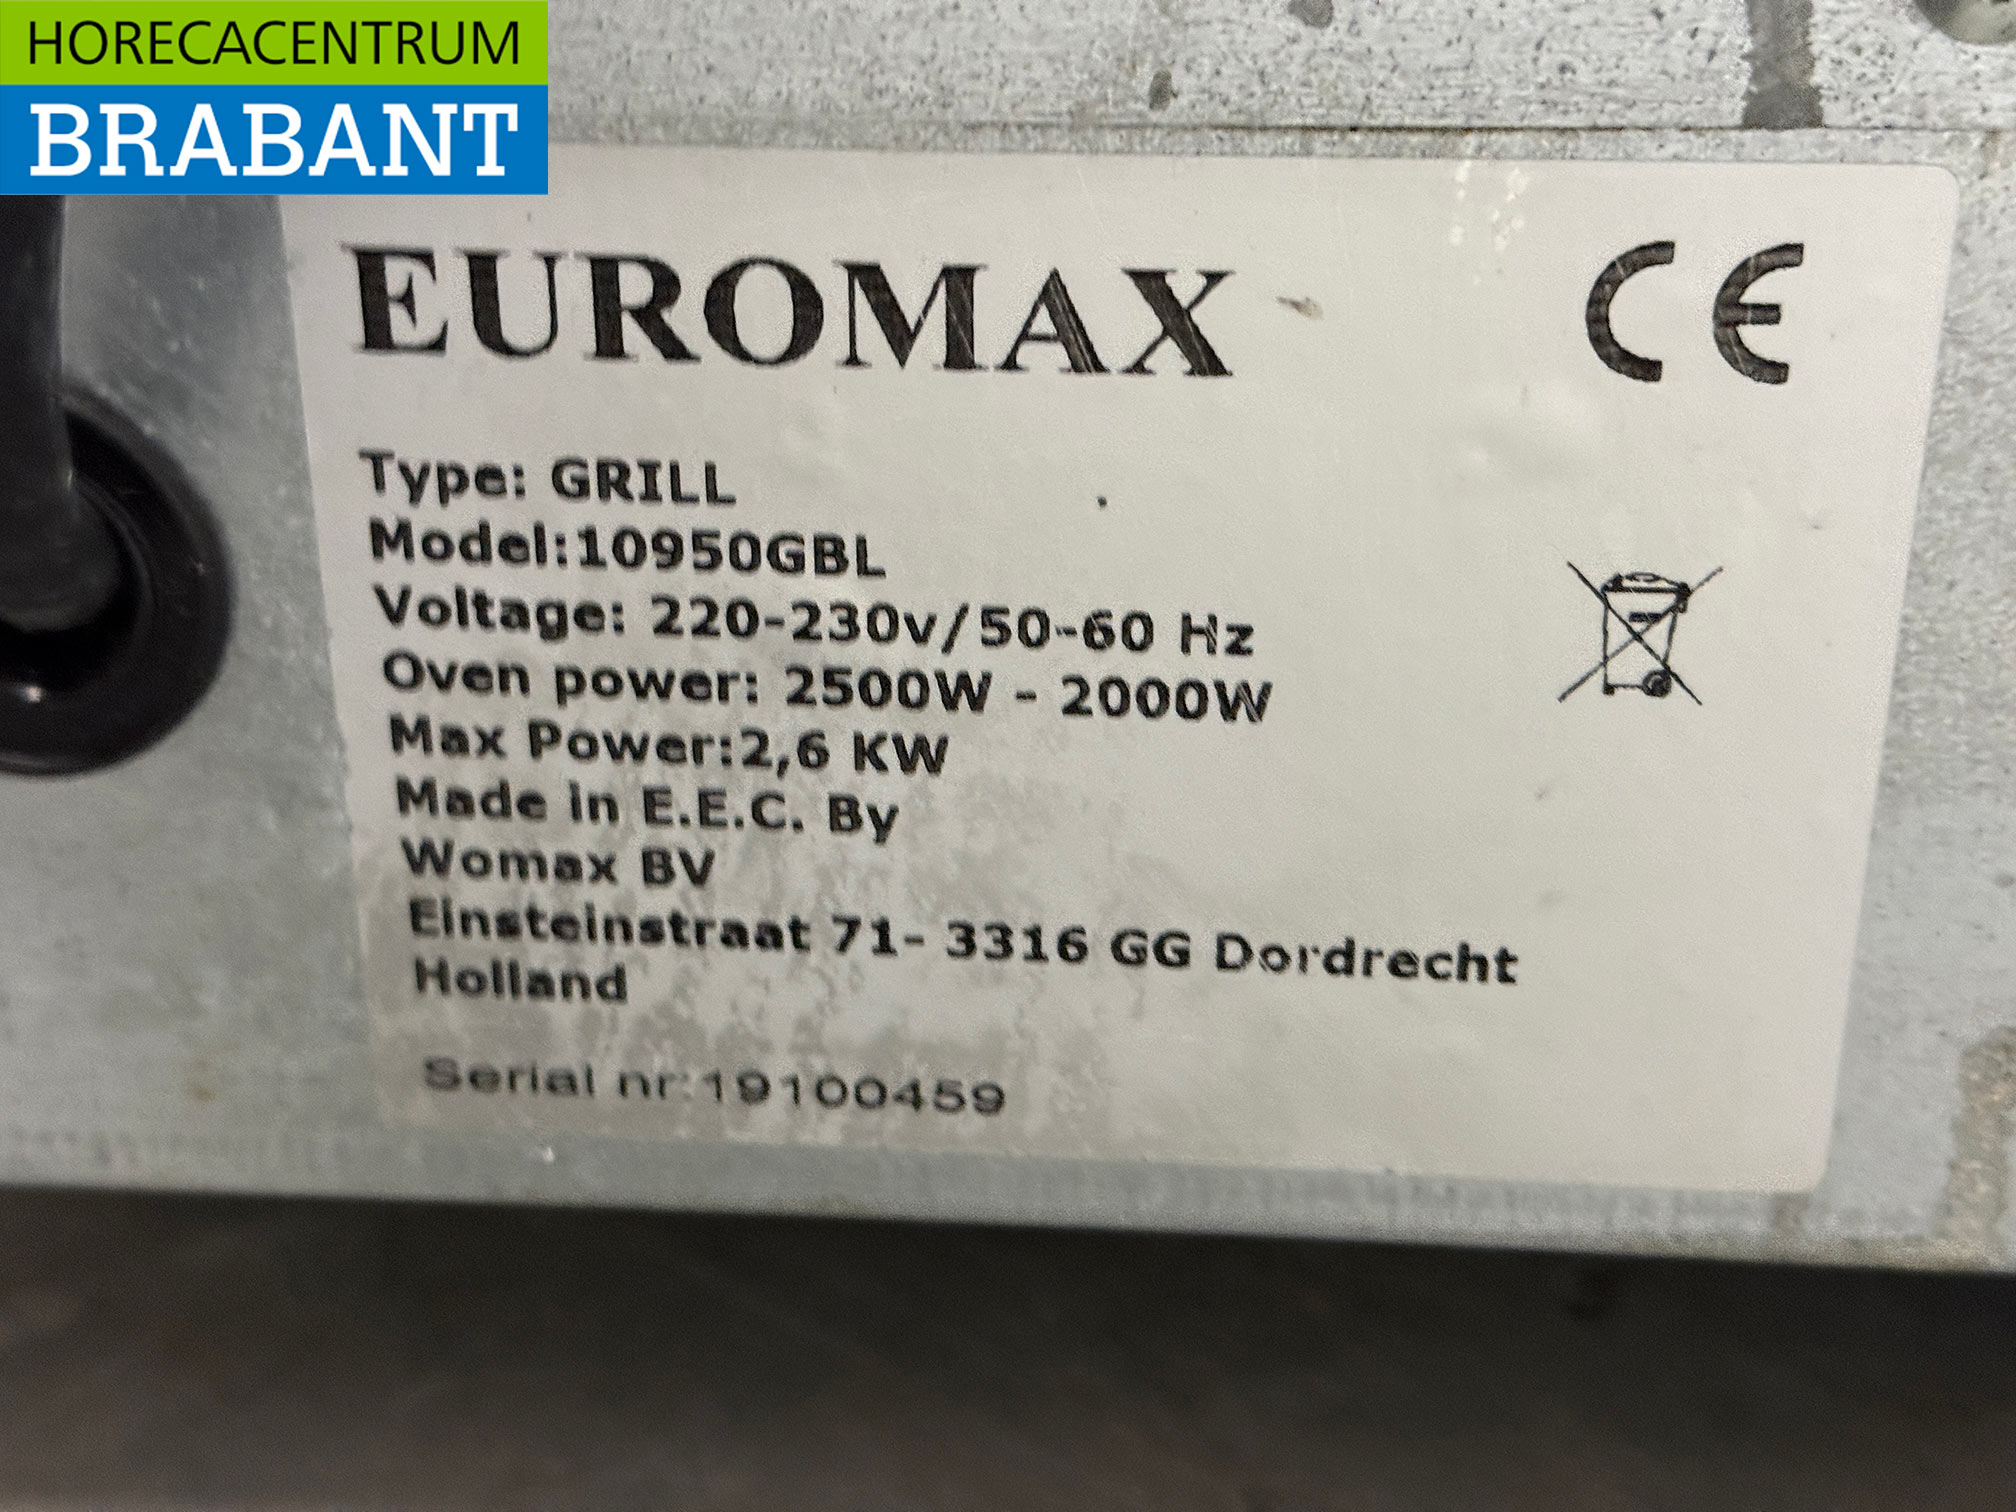 HORECACENTRUM
BRABANT
EUROMAX
CE
Type: GRILL
Model:10950GBL
Voltage: 220-230v/50-60 Hz
Oven power: 2500W - 2000W
Max Power:2,6 KW
Made in E.E.C. By
Womax BV
Einsteinstraat 71- 3316 GG Dordrecht
Holland
Serial nr:19100459